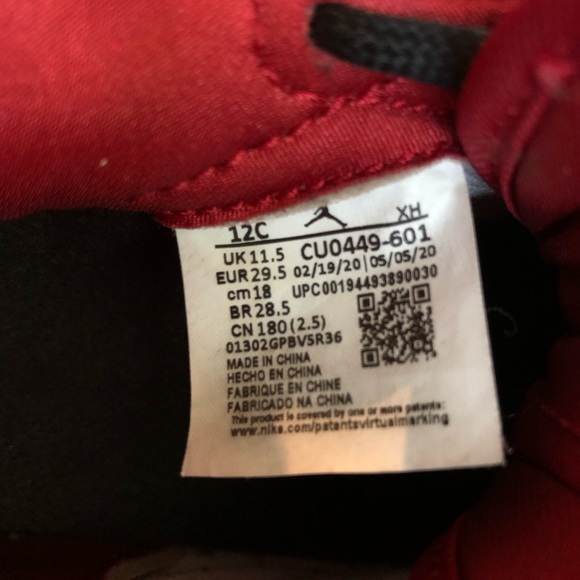 12C XH
UK 11.5 CU0449-601
EUR 29.5 02/19/20 | 05/05/20
cm 18 UPC00194493890030
BR 28.5
CN 180 (2.5)
01302GPBV5R36
MADE IN CHINA
HECHO EN CHINA
FABRIQUE EN CHINE
FABRICADO NA CHINA
This product is covered by one or more patents:
www.nike.com/patentsvirtualmarking